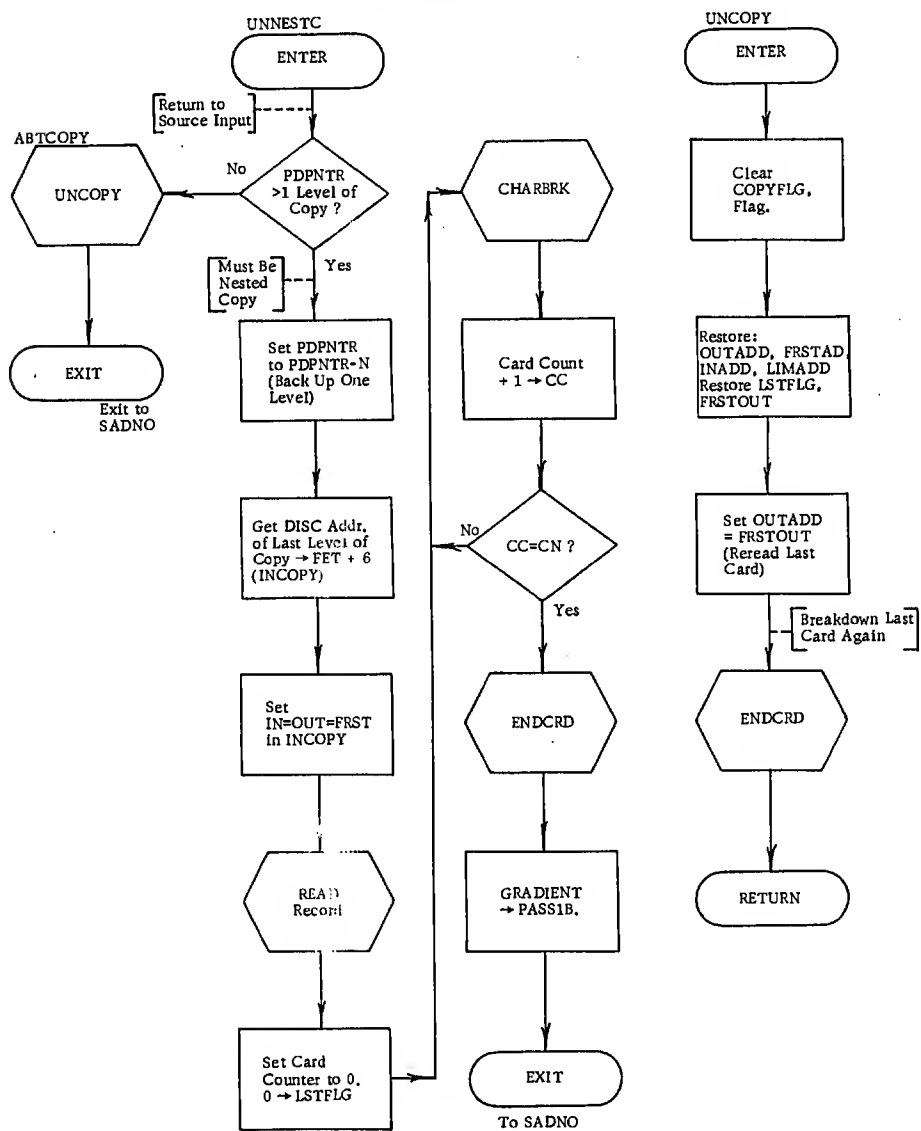 UNNESTC
ENTER
Return to
Source Input
ABTCOPY
UNCOPY
No
PDPNTR
>1 Level of
Copy ?
Yes
Must Be
Nested
Copy
EXIT
Exit to
SADNO
Set PDPNTR
to PDPNTR-N
(Back Up One
Level)
Get DISC Addr.
of Last Level of
Copy → FET + 6
(INCOPY)
Set
IN=OUT=FRST
in INCOPY
READ
Record
Set Card
Counter to 0.
0 → LSTFLG
CHARBRK
Card Count
+ 1 → CC
No
CC=CN ?
Yes
ENDCRD
GRADIENT
→ PASS1B.
EXIT
To SADNO
UNCOPY
ENTER
Clear
COPYFLG,
Flag.
Restore:
OUTADD, FRSTAD
INADD, LIMADD
Restore LSTFLG,
FRSTOUT
Set OUTADD
= FRSTOUT
(Reread Last
Card)
Breakdown Last
Card Again
ENDCRD
RETURN